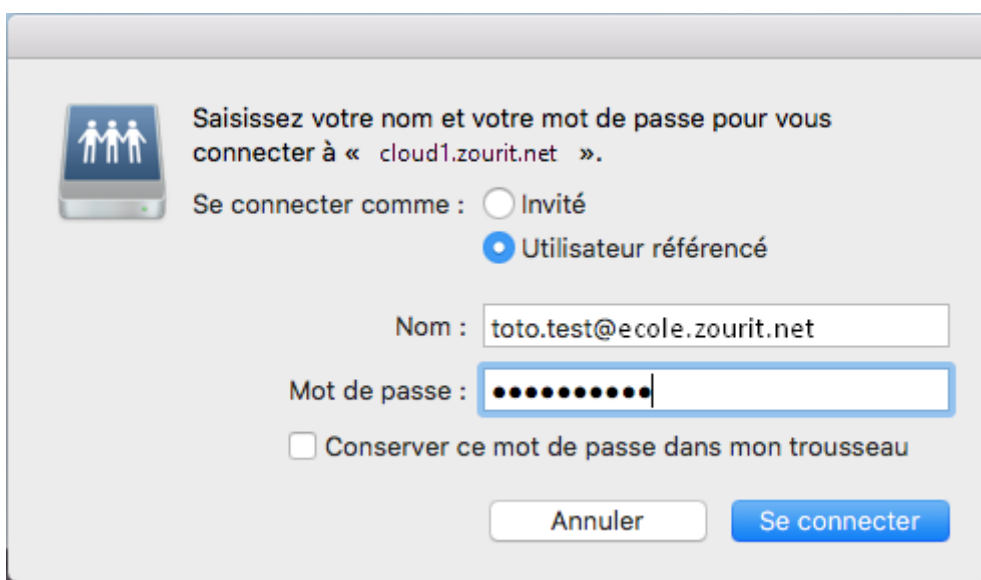 Saisissez votre nom et votre mot de passe pour vous
connecter à « cloud1.zourit.net ».
Se connecter comme : Invité
Utilisateur référencé
Nom : toto.test@ecole.zourit.net
Mot de passe : ••••••••••
Conserver ce mot de passe dans mon trousseau
Annuler Se connecter